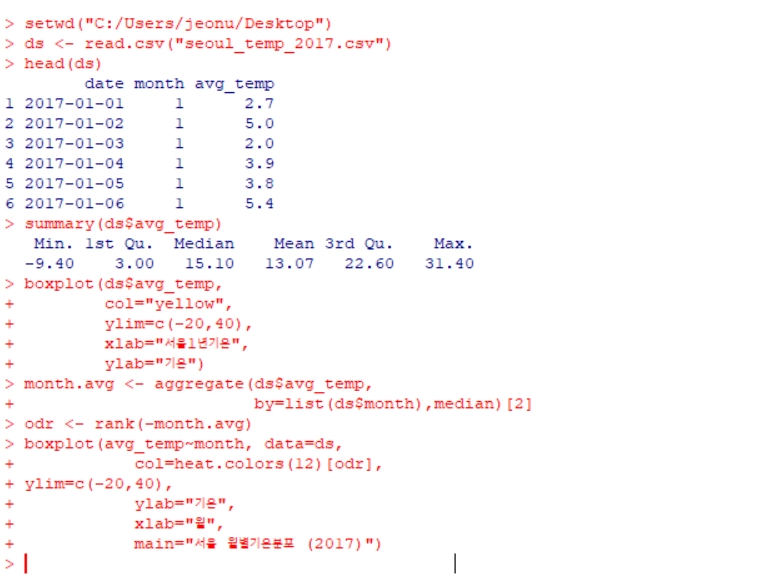 > setwd("C:/Users/jeonu/Desktop")
> ds <- read.csv("seoul_temp_2017.csv")
> head(ds)
        date month avg_temp
1 2017-01-01     1      2.7
2 2017-01-02     1      5.0
3 2017-01-03     1      2.0
4 2017-01-04     1      3.9
5 2017-01-05     1      3.8
6 2017-01-06     1      5.4
> summary(ds$avg_temp)
   Min. 1st Qu.  Median    Mean 3rd Qu.    Max.
  -9.40    3.00   15.10   13.07   22.60   31.40
> boxplot(ds$avg_temp,
+         col="yellow",
+         ylim=c(-20,40),
+         xlab="서울1년기온",
+         ylab="기온")
> month.avg <- aggregate(ds$avg_temp,
+                        by=list(ds$month),median)[2]
> odr <- rank(-month.avg)
> boxplot(avg_temp~month, data=ds,
+            col=heat.colors(12)[odr],
+ ylim=c(-20,40),
+            ylab="기온",
+            xlab="월",
+            main="서울 월별기온분포 (2017)")
>